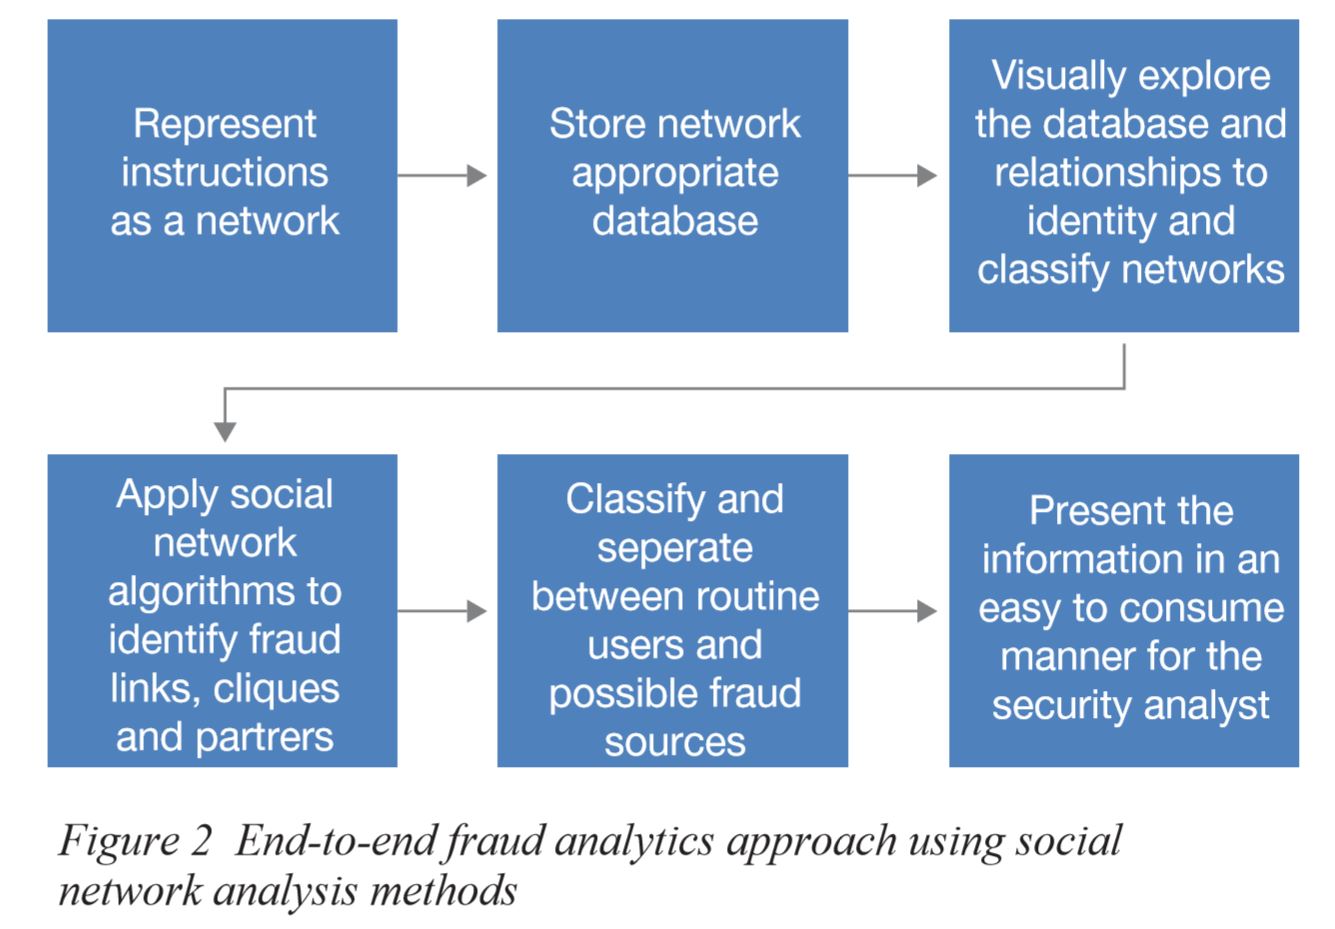 Represent
instructions
as a network
Store network
appropriate
database
Visually explore
the database and
relationships to
identity and
classify networks
Apply social
network
algorithms to
identify fraud
links, cliques
and partrers
Classify and
seperate
between routine
users and
possible fraud
sources
Present the
information in an
easy to consume
manner for the
security analyst
Figure 2 End-to-end fraud analytics approach using social
network analysis methods